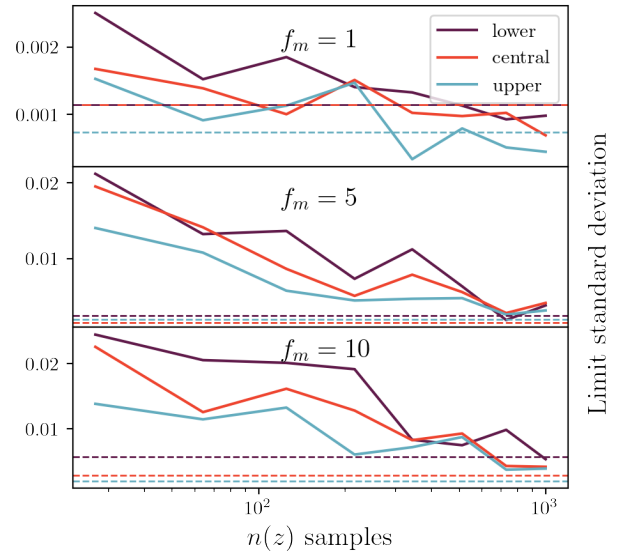 f_m = 1
lower
central
upper
0.002
0.001
f_m = 5
0.02
0.01
f_m = 10
0.02
0.01
10^2
10^3
n(z) samples
Limit standard deviation